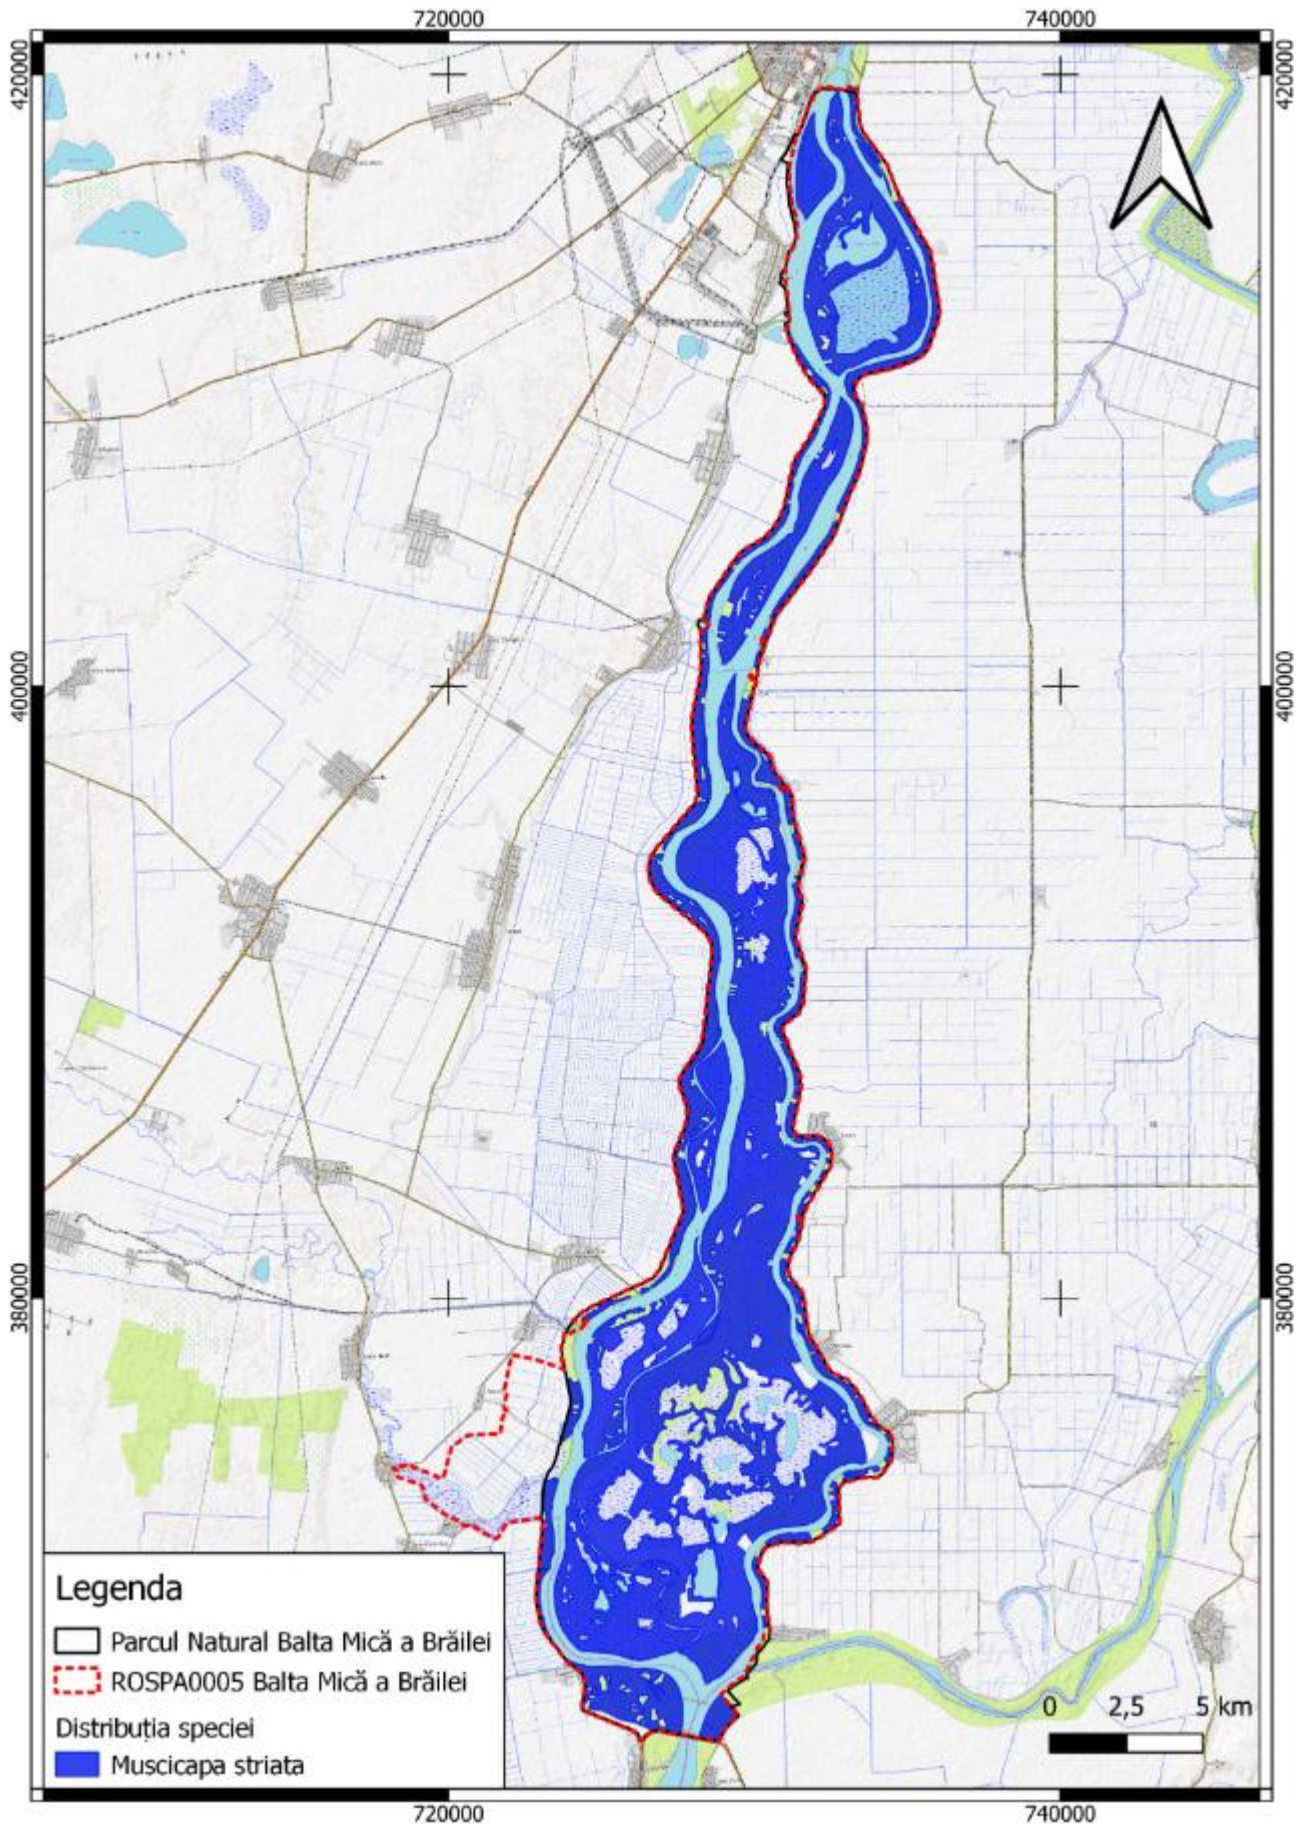 720000
740000
420000
420000
400000
400000
380000
380000
Legenda
Parcul Natural Balta Mică a Brăilei
ROSPA0005 Balta Mică a Brăilei
Distribuția speciei
Muscicapa striata
0 2,5 5 km
720000
740000